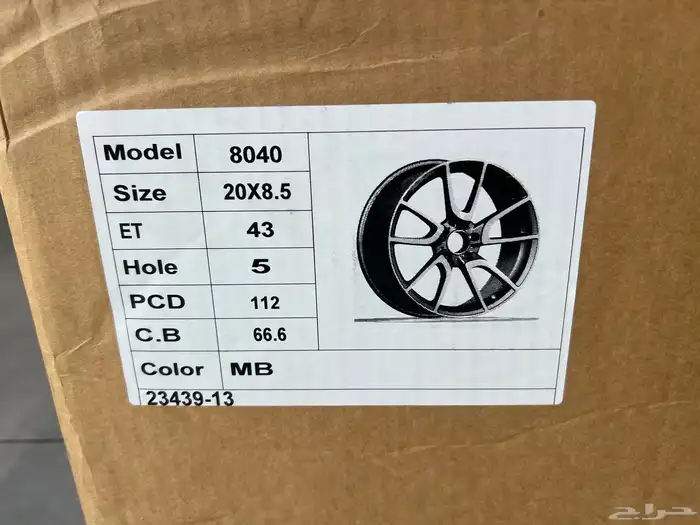 Model 8040
Size 20X8.5
ET 43
Hole 5
PCD 112
C.B 66.6
Color MB
23439-13
حراج